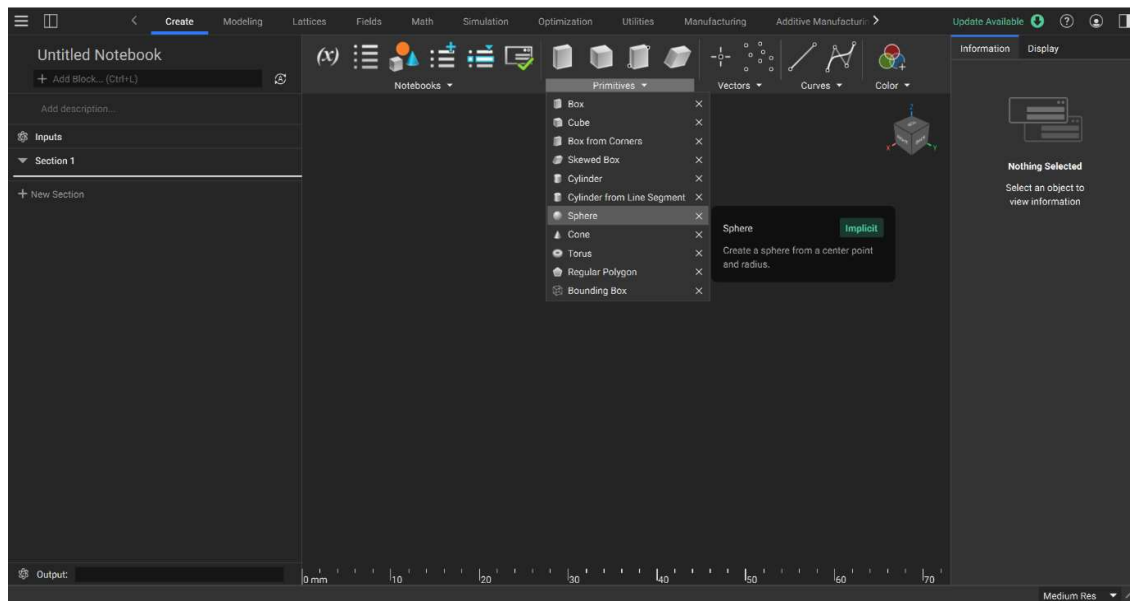 Create Modeling Lattices Fields Math Simulation Optimization Utilities Manufacturing Additive Manufacturin Update Available
Untitled Notebook
+ Add Block... (Ctrl+L)
Add description...
Inputs
Section 1
+ New Section
Output:
(x)
Notebooks
Primitives
Vectors
Curves
Color
Box
Cube
Box from Corners
Skewed Box
Cylinder
Cylinder from Line Segment
Sphere
Cone
Torus
Regular Polygon
Bounding Box
Sphere Implicit
Create a sphere from a center point
and radius.
Z
X Y
0 mm 10 20 30 40 50 60 70
Information Display
Nothing Selected
Select an object to
view information
Medium Res